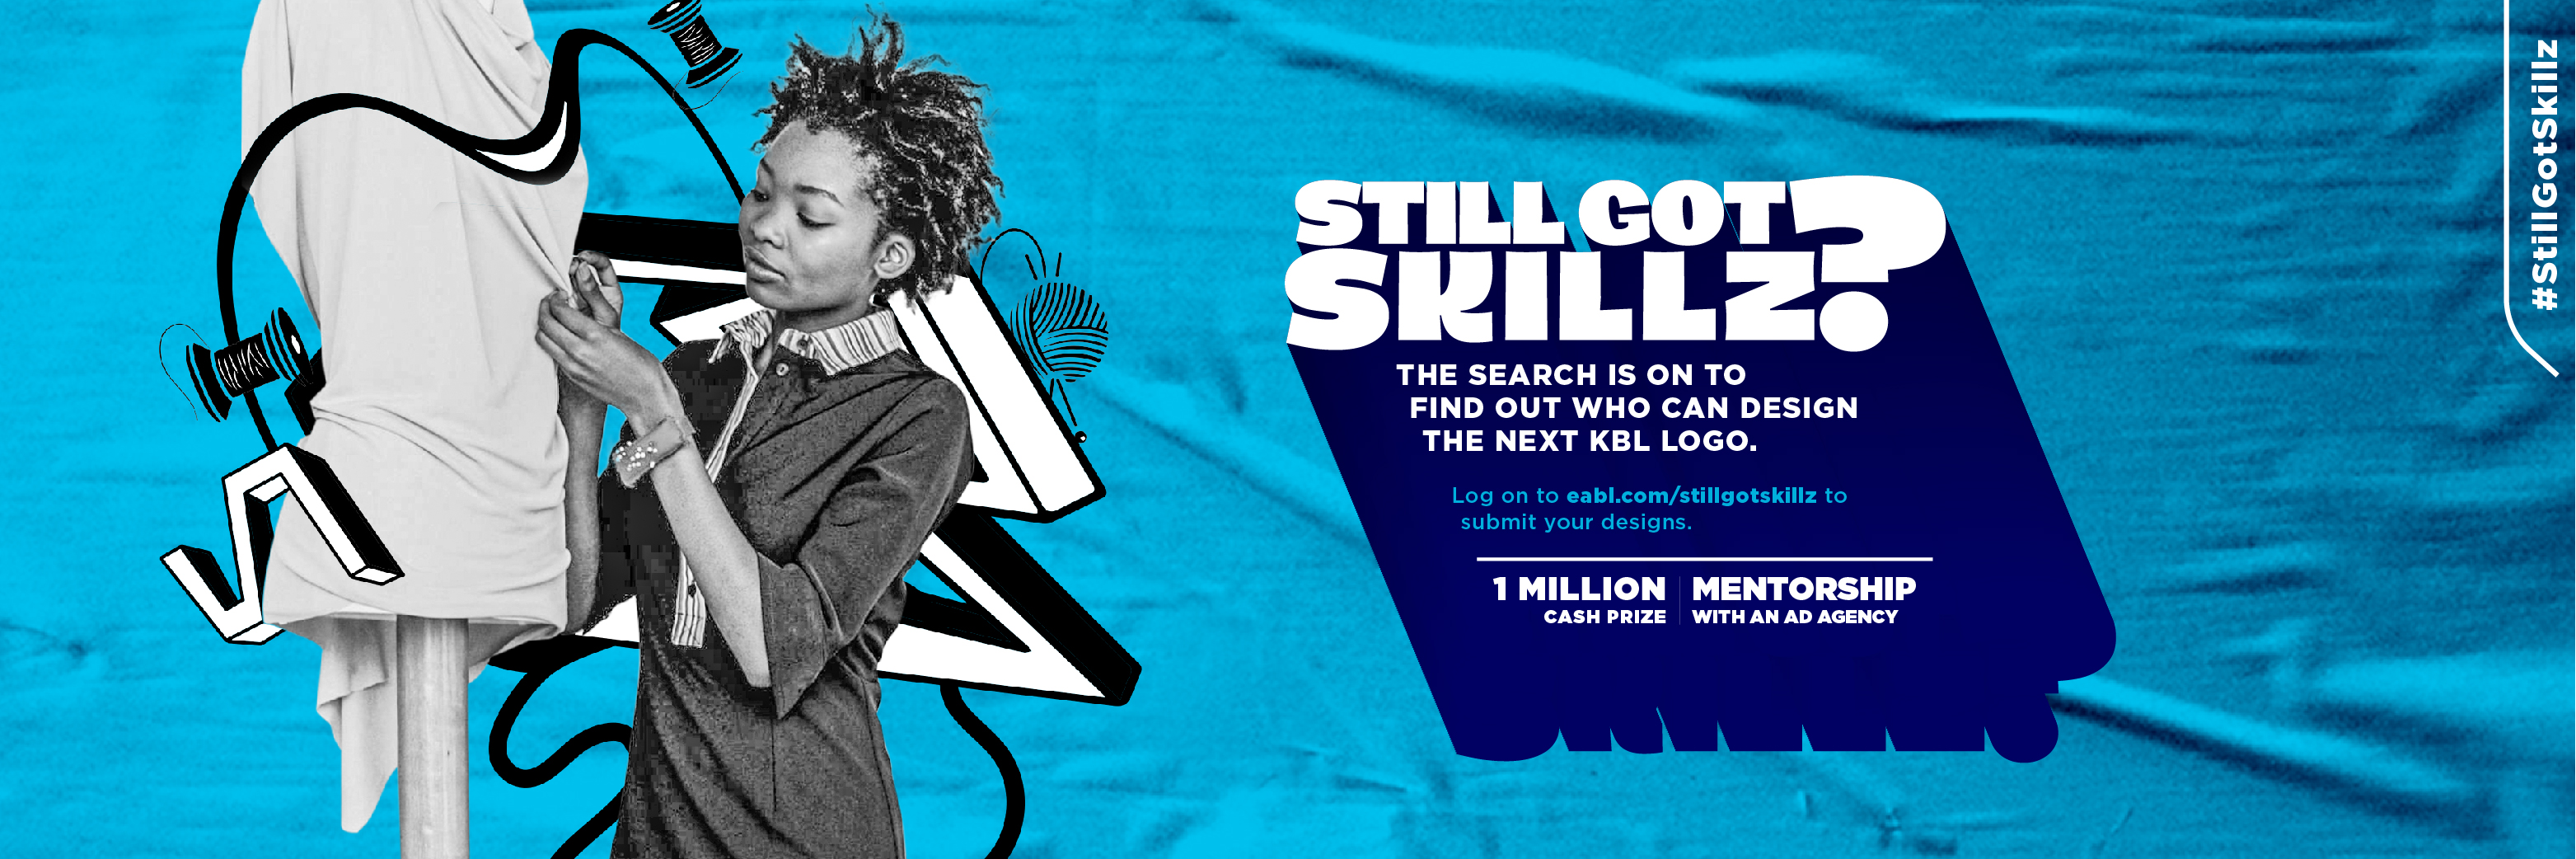 STILL GOT
SKILLZ?
THE SEARCH IS ON TO
FIND OUT WHO CAN DESIGN
THE NEXT KBL LOGO.
Log on to eabl.com/stillgotskillz to
submit your designs.
1 MILLION
CASH PRIZE
MENTORSHIP
WITH AN AD AGENCY
#StillGotSkillz